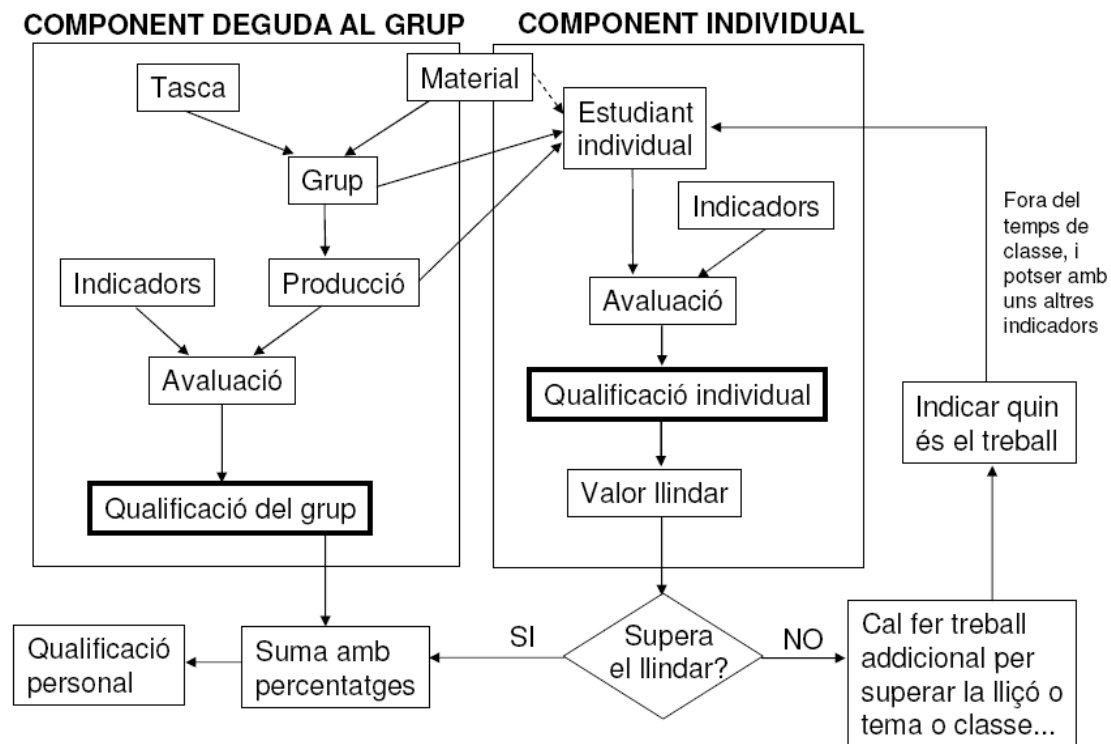 COMPONENT DEGUDA AL GRUP
COMPONENT INDIVIDUAL
Tasca
Material
Grup
Indicadors
Producció
Avaluació
Qualificació del grup
Estudiant
individual
Indicadors
Avaluació
Qualificació individual
Valor llindar
Fora del
temps de
classe, i
potser amb
uns altres
indicadors
Indicar quin
és el treball
Qualificació
personal
Suma amb
percentatges
SI
Supera
el llindar?
NO
Cal fer treball
addicional per
superar la lliçó o
tema o classe...